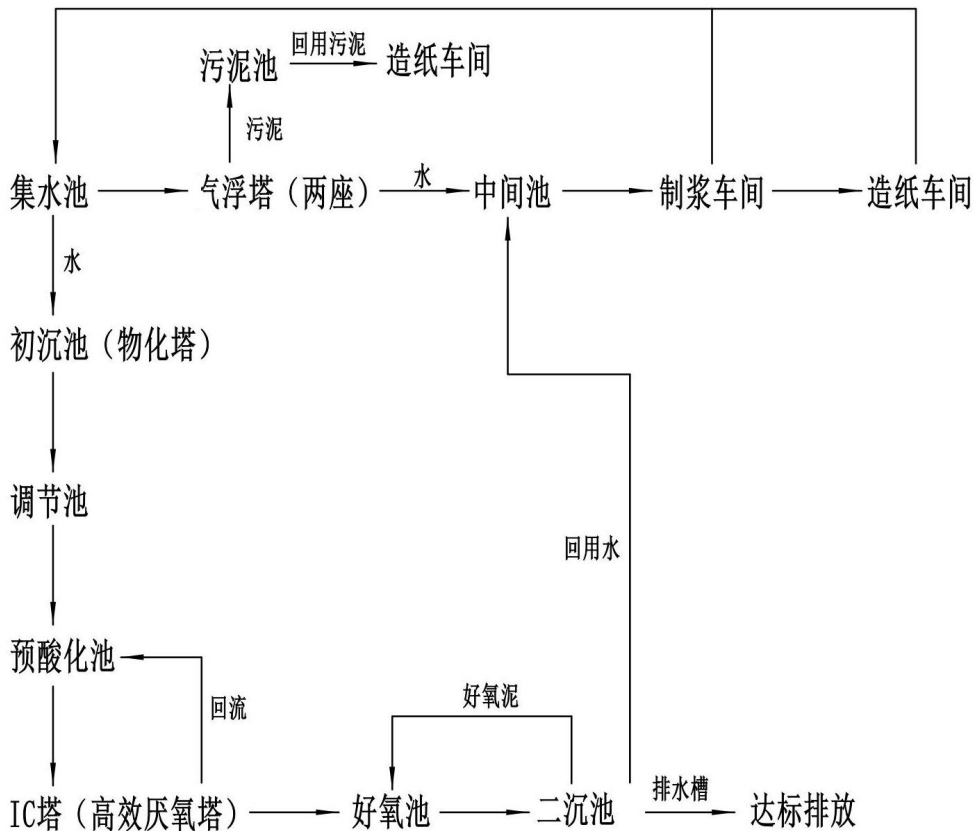 回用污泥
污泥池
造纸车间
污泥
集水池
气浮塔（两座）
水
中间池
制浆车间
造纸车间
水
初沉池（物化塔）
调节池
回用水
预酸化池
回流
好氧泥
IC塔（高效厌氧塔）
好氧池
二沉池
排水槽
达标排放